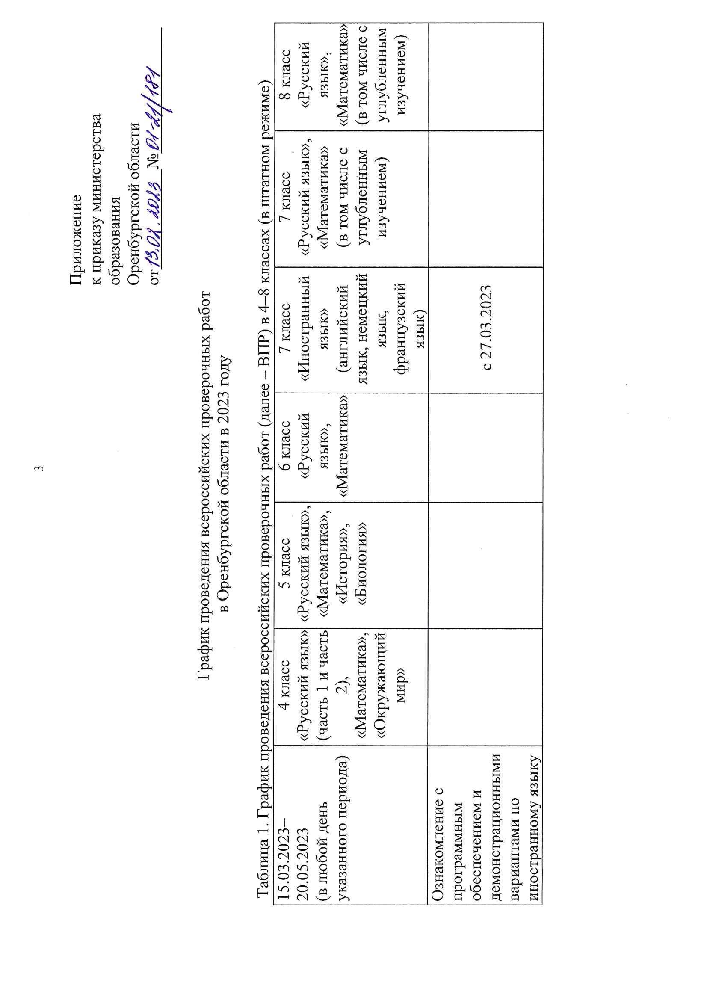 3
Приложение
к приказу министерства
образования
Оренбургской области
от 13.02.2023 № 01-21/181
График проведения всероссийских проверочных работ
в Оренбургской области в 2023 году
Таблица 1. График проведения всероссийских проверочных работ (далее – ВПР) в 4–8 классах (в штатном режиме)
15.03.2023–
20.05.2023
(в любой день
указанного периода)
4 класс
«Русский язык»
(часть 1 и часть
2),
«Математика»,
«Окружающий
мир»
5 класс
«Русский язык»,
«Математика»,
«История»,
«Биология»
6 класс
«Русский
язык»,
«Математика»
7 класс
«Иностранный
язык»
(английский
язык, немецкий
язык,
французский
язык)
7 класс
«Русский язык»,
«Математика»
(в том числе с
углубленным
изучением)
8 класс
«Русский
язык»,
«Математика»
(в том числе с
углубленным
изучением)
Ознакомление с
программным
обеспечением и
демонстрационными
вариантами по
иностранному языку
с 27.03.2023